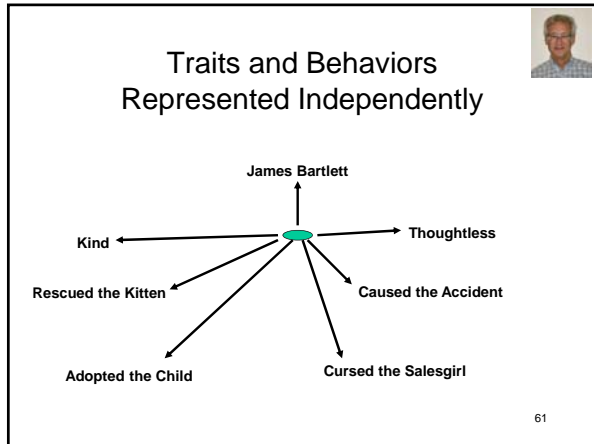 Traits and Behaviors
Represented Independently
James Bartlett
Kind
Thoughtless
Rescued the Kitten
Caused the Accident
Adopted the Child
Cursed the Salesgirl
61